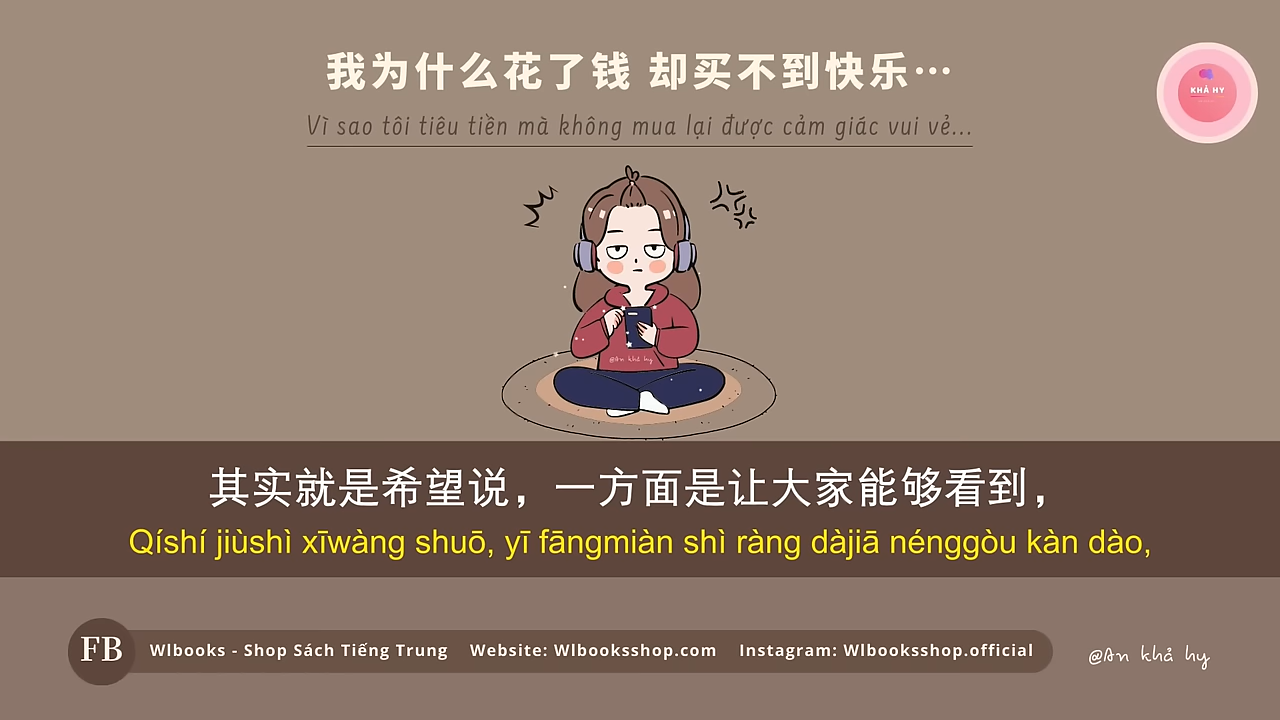 我为什么花了钱 却买不到快乐…
Vì sao tôi tiêu tiền mà không mua lại được cảm giác vui vẻ...
KHẢ HY
@An khả hy
其实就是希望说，一方面是让大家能够看到，
Qíshí jiùshì xīwàng shuō, yī fāngmiàn shì ràng dàjiā nénggòu kàn dào,
FB
Wlbooks - Shop Sách Tiếng Trung Website: Wlbooksshop.com Instagram: Wlbooksshop.official
@An khả hy